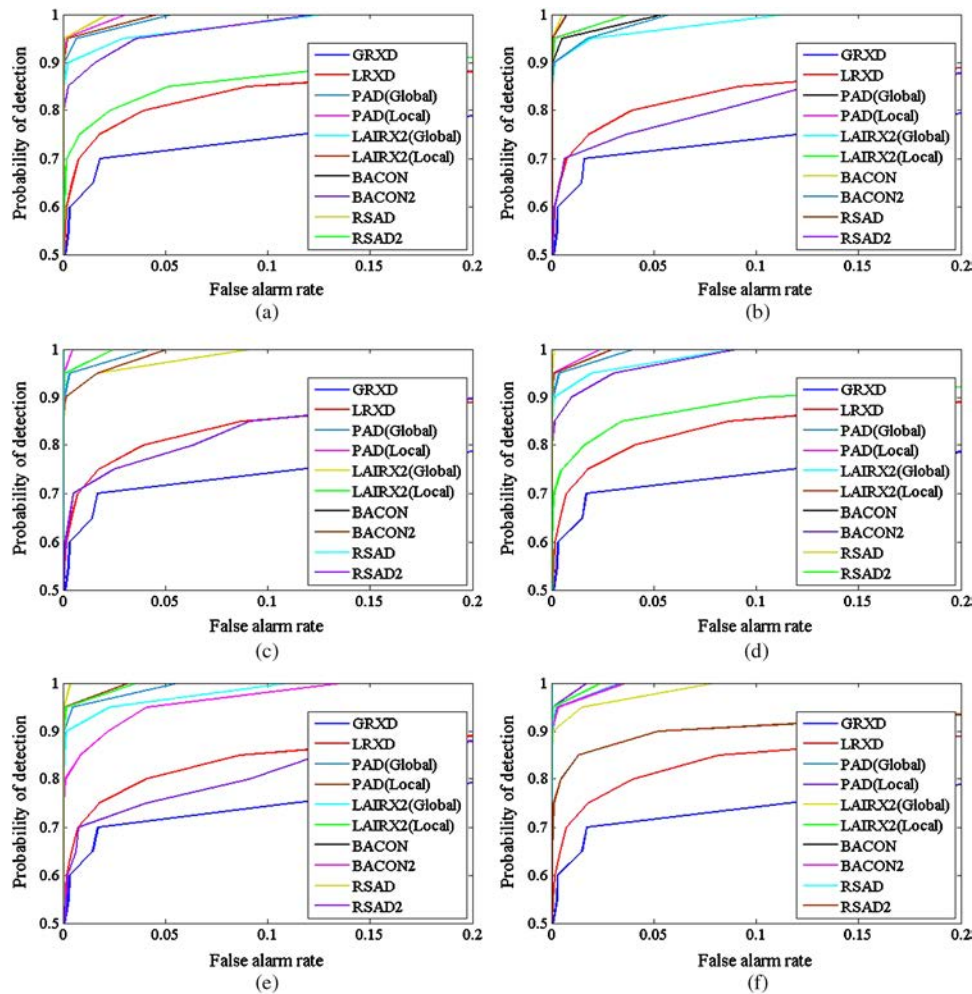 Probability of detection
1
0.9
0.8
0.7
0.6
0.5
0
0.05
0.1
0.15
0.2
GRXD
LRXD
PAD(Global)
PAD(Local)
LAIRX2(Global)
LAIRX2(Local)
BACON
BACON2
RSAD
RSAD2
False alarm rate
(a)
Probability of detection
1
0.9
0.8
0.7
0.6
0.5
0
0.05
0.1
0.15
0.2
GRXD
LRXD
PAD(Global)
PAD(Local)
LAIRX2(Global)
LAIRX2(Local)
BACON
BACON2
RSAD
RSAD2
False alarm rate
(b)
Probability of detection
1
0.9
0.8
0.7
0.6
0.5
0
0.05
0.1
0.15
0.2
GRXD
LRXD
PAD(Global)
PAD(Local)
LAIRX2(Global)
LAIRX2(Local)
BACON
BACON2
RSAD
RSAD2
False alarm rate
(c)
Probability of detection
1
0.9
0.8
0.7
0.6
0.5
0
0.05
0.1
0.15
0.2
GRXD
LRXD
PAD(Global)
PAD(Local)
LAIRX2(Global)
LAIRX2(Local)
BACON
BACON2
RSAD
RSAD2
False alarm rate
(d)
Probability of detection
1
0.9
0.8
0.7
0.6
0.5
0
0.05
0.1
0.15
0.2
GRXD
LRXD
PAD(Global)
PAD(Local)
LAIRX2(Global)
LAIRX2(Local)
BACON
BACON2
RSAD
RSAD2
False alarm rate
(e)
Probability of detection
1
0.9
0.8
0.7
0.6
0.5
0
0.05
0.1
0.15
0.2
GRXD
LRXD
PAD(Global)
PAD(Local)
LAIRX2(Global)
LAIRX2(Local)
BACON
BACON2
RSAD
RSAD2
False alarm rate
(f)